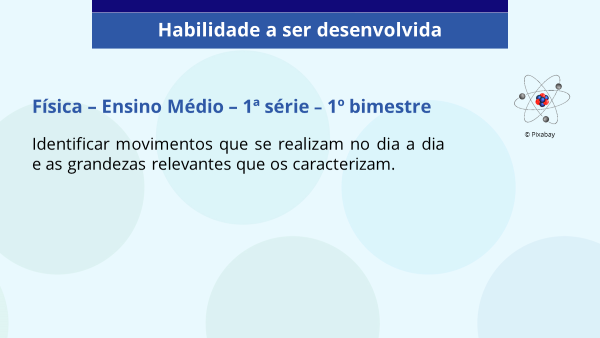 Habilidade a ser desenvolvida
Física – Ensino Médio – 1ª série – 1º bimestre
© Pixabay
Identificar movimentos que se realizam no dia a dia
e as grandezas relevantes que os caracterizam.